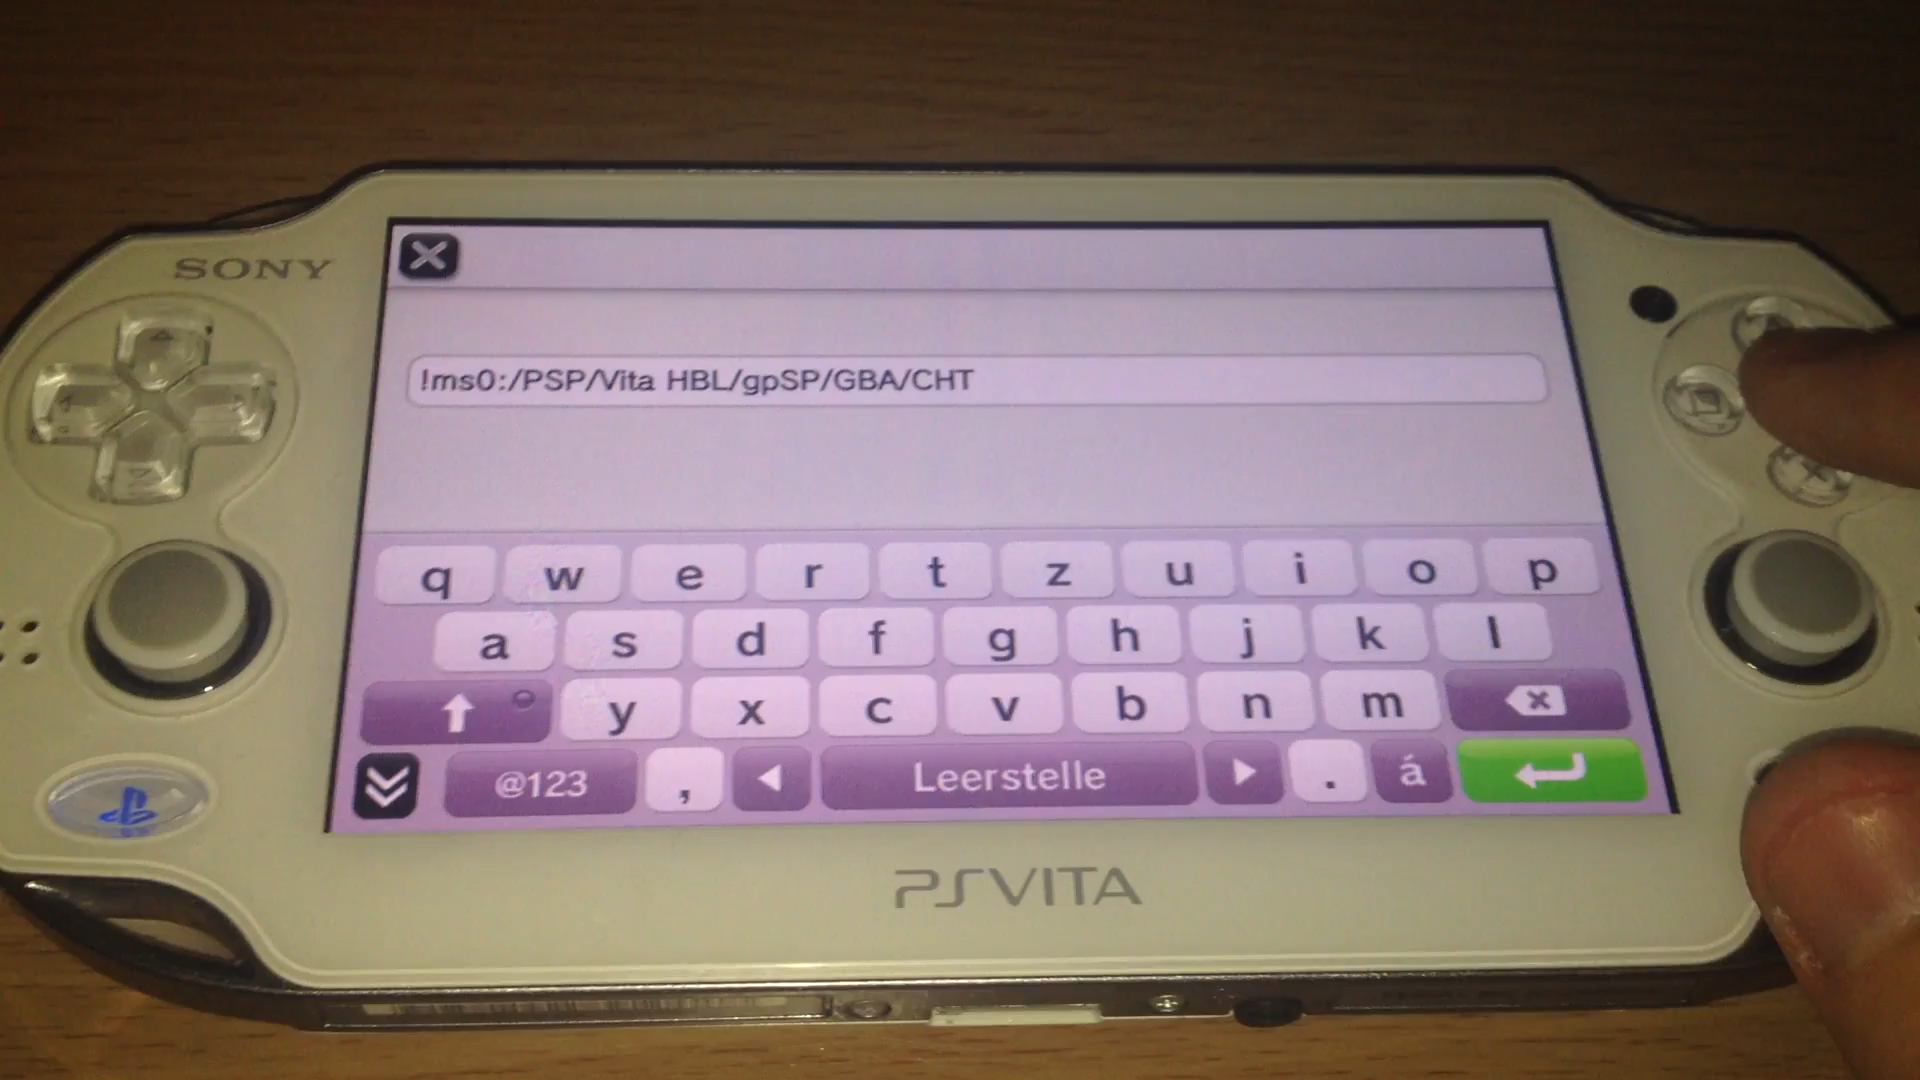 SONY
!ms0:/PSP/Vita HBL/gpSP/GBA/CHT
q w e r t z u i o p
a s d f g h j k l
y x c v b n m
@123 , Leerstelle . á
PSVITA